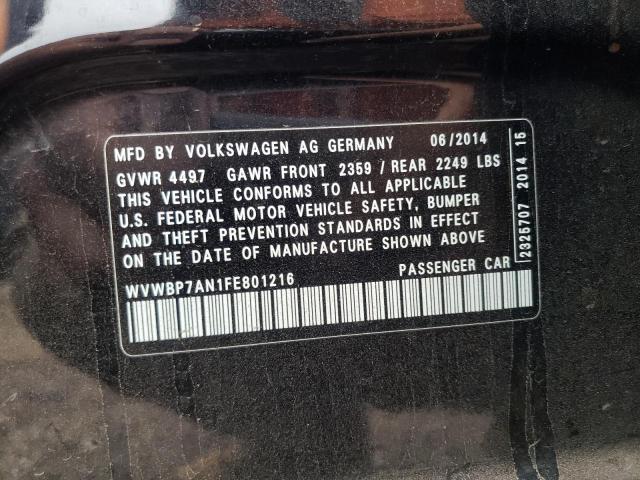 MFD BY VOLKSWAGEN AG GERMANY 06/2014
GVWR 4497 GAWR FRONT 2359 / REAR 2249 LBS
THIS VEHICLE CONFORMS TO ALL APPLICABLE
U.S. FEDERAL MOTOR VEHICLE SAFETY, BUMPER
AND THEFT PREVENTION STANDARDS IN EFFECT
ON THE DATE OF MANUFACTURE SHOWN ABOVE
WVWBP7AN1FE801216 PASSENGER CAR
2325707 2014 15